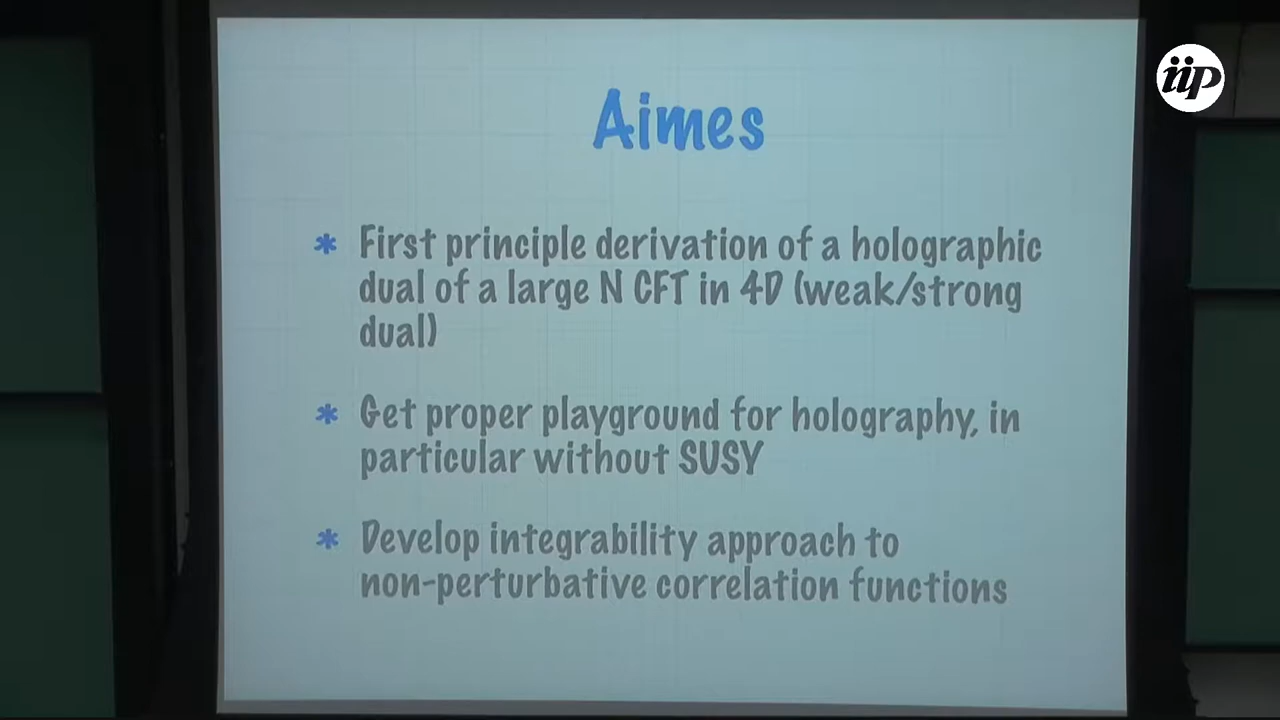 iip
Aimes
* First principle derivation of a holographic
dual of a large N CFT in 4D (weak/strong
dual)
* Get proper playground for holography, in
particular without SUSY
* Develop integrability approach to
non-perturbative correlation functions